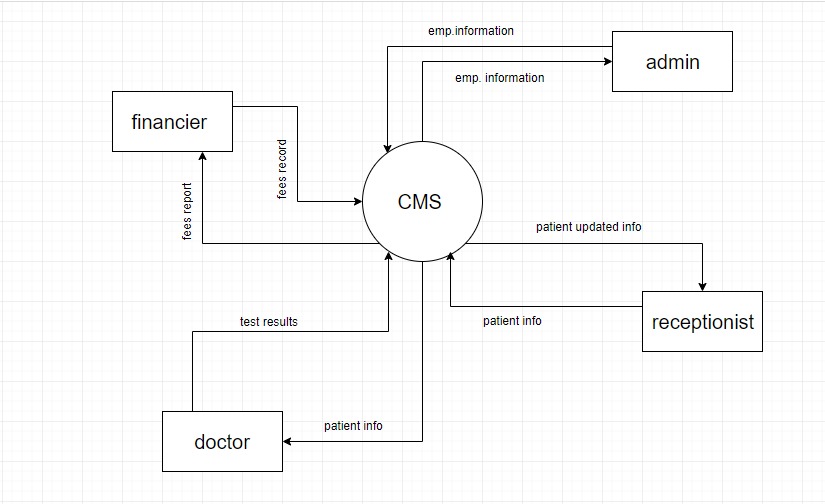 emp.information
admin
emp. information
financier
fees record
CMS
fees report
patient updated info
receptionist
patient info
test results
patient info
doctor